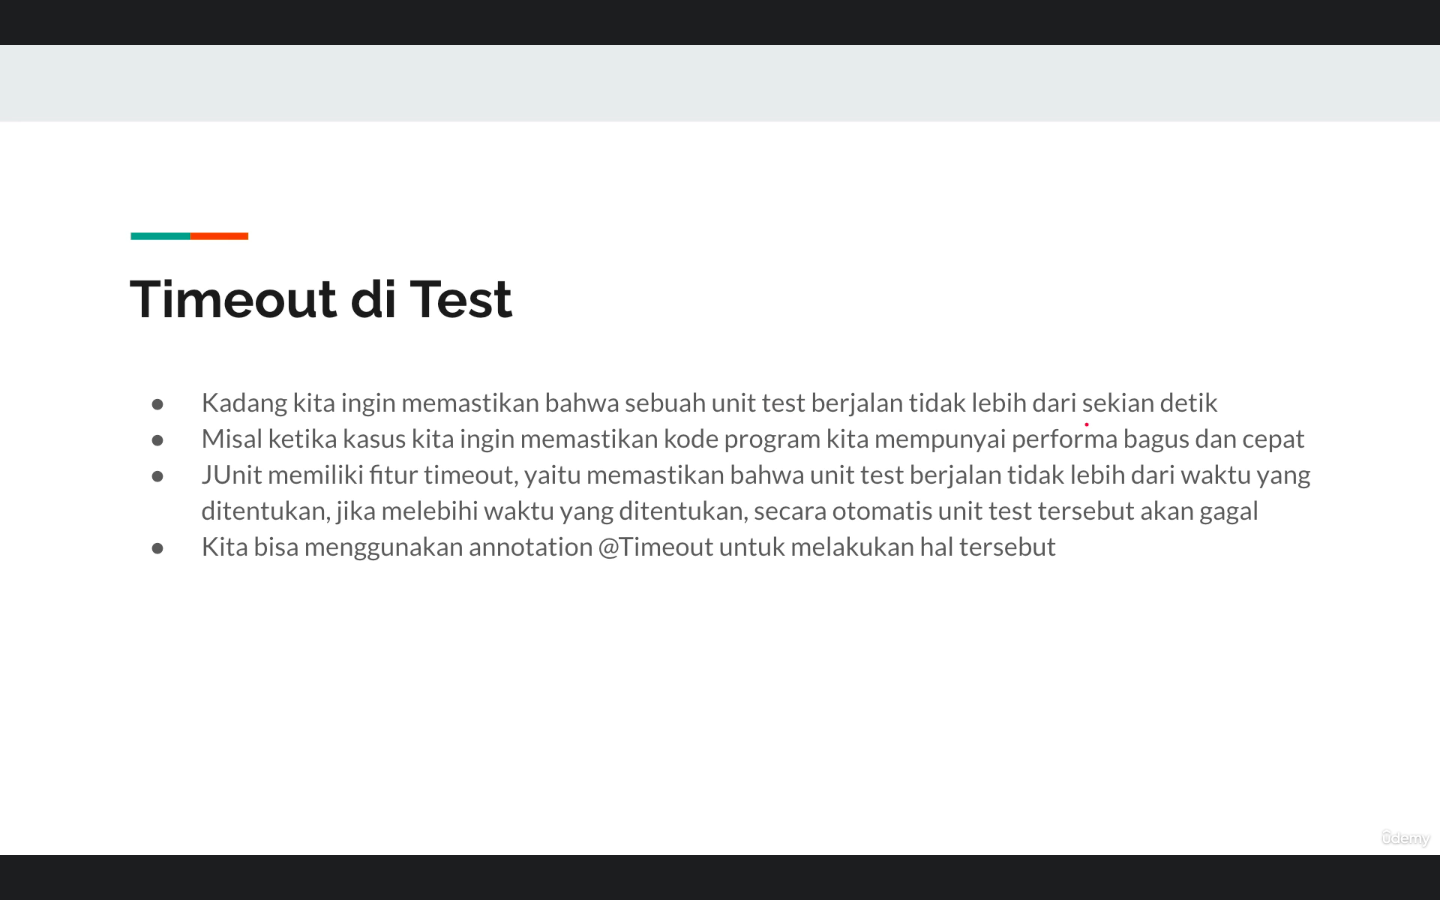 Timeout di Test
● Kadang kita ingin memastikan bahwa sebuah unit test berjalan tidak lebih dari sekian detik
● Misal ketika kasus kita ingin memastikan kode program kita mempunyai performa bagus dan cepat
● JUnit memiliki fitur timeout, yaitu memastikan bahwa unit test berjalan tidak lebih dari waktu yang
ditentukan, jika melebihi waktu yang ditentukan, secara otomatis unit test tersebut akan gagal
● Kita bisa menggunakan annotation @Timeout untuk melakukan hal tersebut
ûdemy